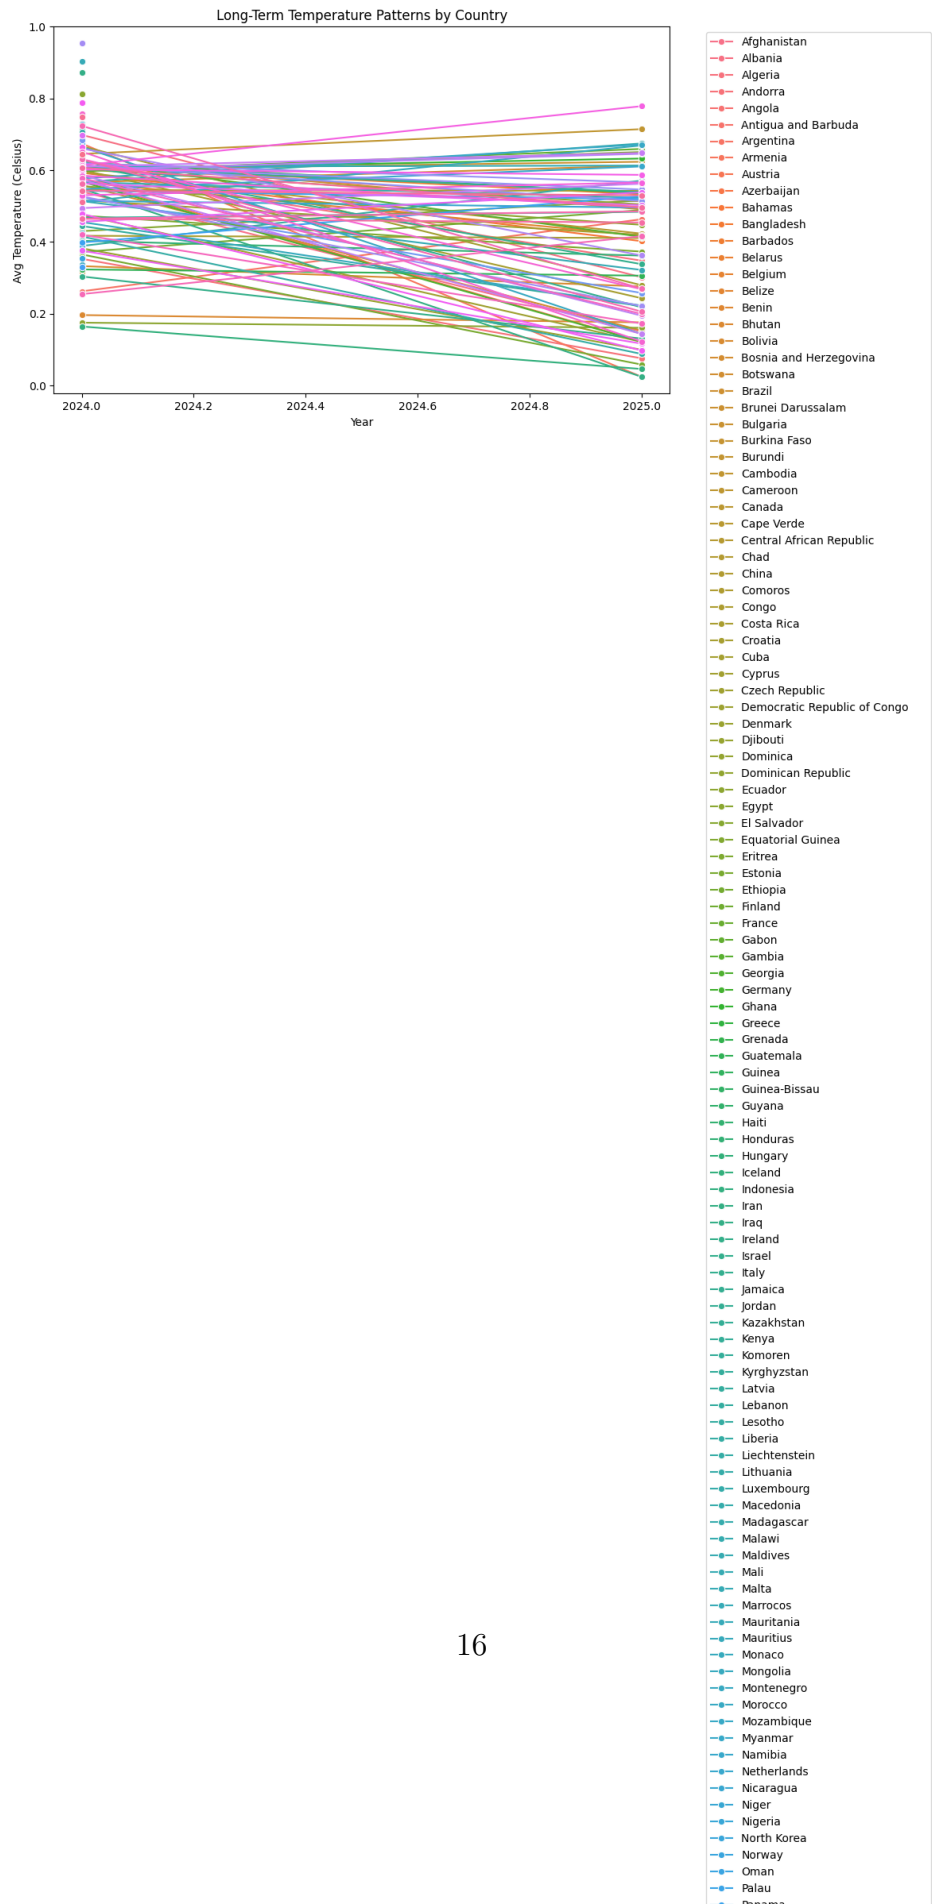 Long-Term Temperature Patterns by Country
1.0
0.8
0.6
0.4
0.2
0.0
Avg Temperature (Celsius)
2024.0 2024.2 2024.4 2024.6 2024.8 2025.0
Year
Afghanistan
Albania
Algeria
Andorra
Angola
Antigua and Barbuda
Argentina
Armenia
Austria
Azerbaijan
Bahamas
Bangladesh
Barbados
Belarus
Belgium
Belize
Benin
Bhutan
Bolivia
Bosnia and Herzegovina
Botswana
Brazil
Brunei Darussalam
Bulgaria
Burkina Faso
Burundi
Cambodia
Cameroon
Canada
Cape Verde
Central African Republic
Chad
China
Comoros
Congo
Costa Rica
Croatia
Cuba
Cyprus
Czech Republic
Democratic Republic of Congo
Denmark
Djibouti
Dominica
Dominican Republic
Ecuador
Egypt
El Salvador
Equatorial Guinea
Eritrea
Estonia
Ethiopia
Finland
France
Gabon
Gambia
Georgia
Germany
Ghana
Greece
Grenada
Guatemala
Guinea
Guinea-Bissau
Guyana
Haiti
Honduras
Hungary
Iceland
Indonesia
Iran
Iraq
Ireland
Israel
Italy
Jamaica
Jordan
Kazakhstan
Kenya
Komoren
Kyrghyzstan
Latvia
Lebanon
Lesotho
Liberia
Liechtenstein
Lithuania
Luxembourg
Macedonia
Madagascar
Malawi
Maldives
Mali
Malta
Marrocos
Mauritania
Mauritius
Monaco
Mongolia
Montenegro
Morocco
Mozambique
Myanmar
Namibia
Netherlands
Nicaragua
Niger
Nigeria
North Korea
Norway
Oman
Palau
Panama
16